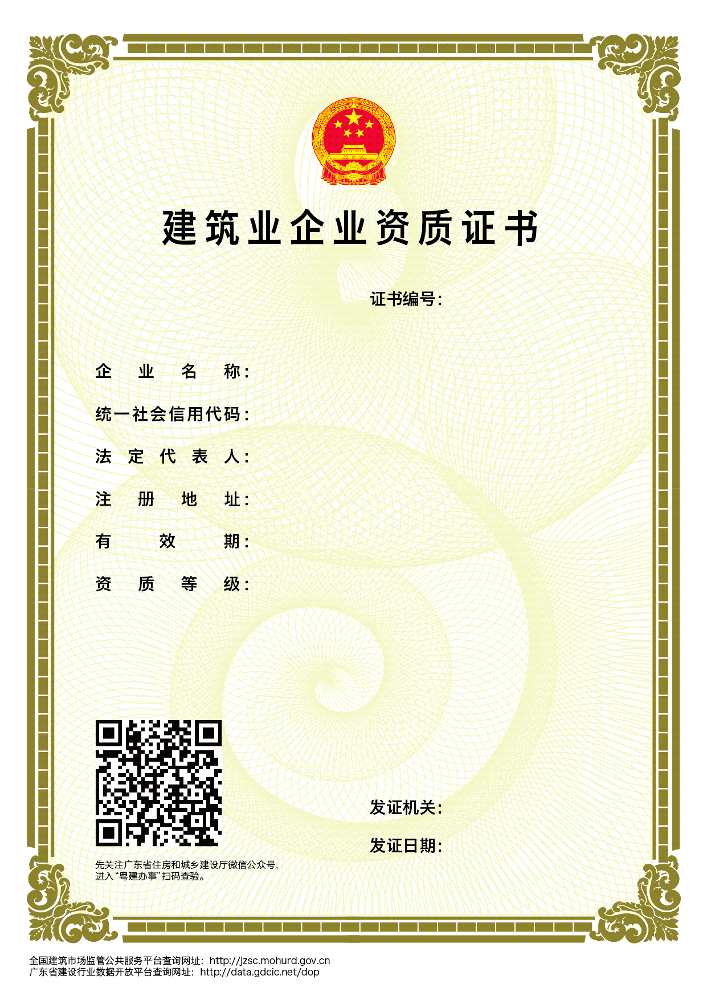 建筑业企业资质证书
证书编号：
企业名称：
统一社会信用代码：
法定代表人：
注册地址：
有效期：
资质等级：
发证机关：
发证日期：
先关注广东省住房和城乡建设厅微信公众号，
进入“粤建办事”扫码查验。
全国建筑市场监管公共服务平台查询网址：http://jzsc.mohurd.gov.cn
广东省建设行业数据开放平台查询网址：http://data.gdcic.net/dop